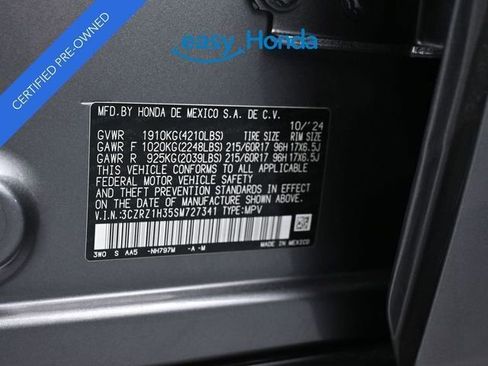 CERTIFIED PRE-OWNED
easy Honda
MFD.BY HONDA DE MEXICO S.A. DE C.V.
10/'24
GVWR 1910KG(4210LBS) TIRE SIZE RIM SIZE
GAWR F 1020KG(2248LBS) 215/60R17 96H 17X6.5J
GAWR R 925KG(2039LBS) 215/60R17 96H 17X6.5J
THIS VEHICLE CONFORMS TO ALL APPLICABLE
FEDERAL MOTOR VEHICLE SAFETY STANDARDS IN
EFFECT ON THE DATE OF MANUFACTURE SHOWN ABOVE.
V.I.N.:3CZRZ1H35SM727341 TYPE:MPV
3W0 S AA5 -NH797M -A -M
MADE IN MEXICO